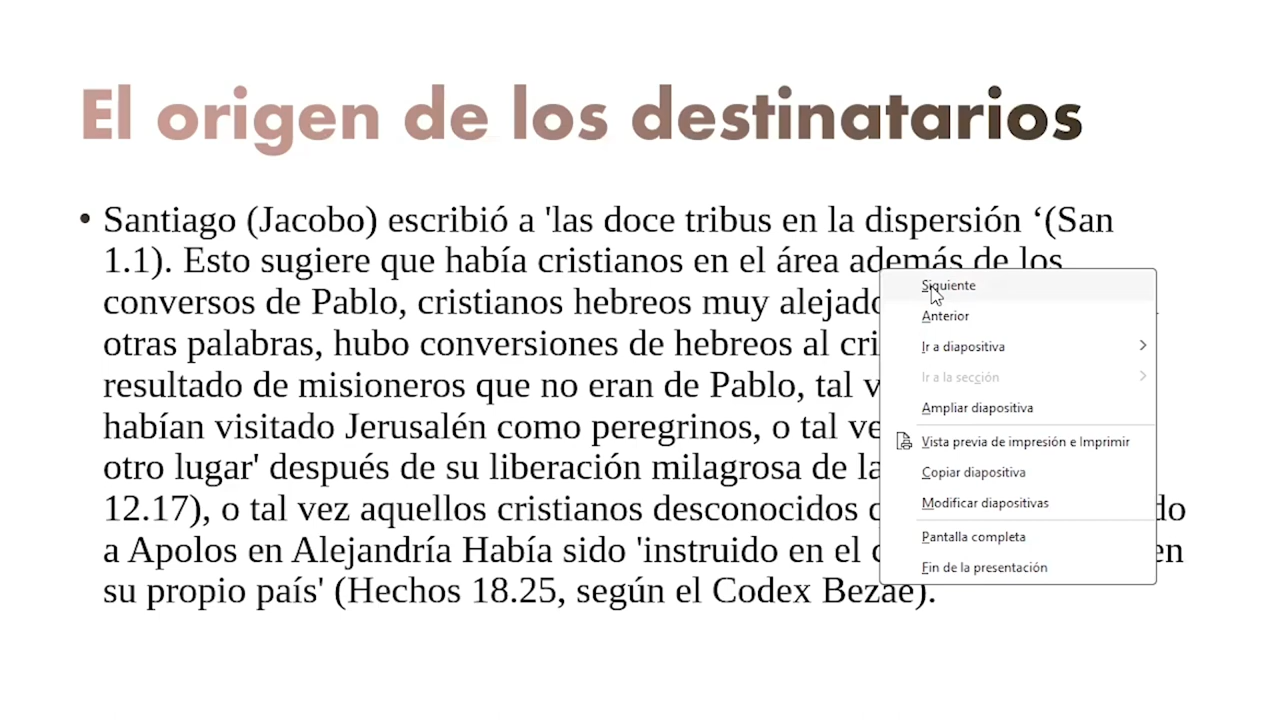 El origen de los destinatarios
• Santiago (Jacobo) escribió a 'las doce tribus en la dispersión ‘(San
1.1). Esto sugiere que había cristianos en el área además de los
conversos de Pablo, cristianos hebreos muy
otras palabras, hubo conversiones de hebreos al
resultado de misioneros que no eran de Pablo, tal
habían visitado Jerusalén como peregrinos, o tal
otro lugar' después de su liberación milagrosa de
12.17), o tal vez aquellos cristianos desconocidos
a Apolos en Alejandría Había sido 'instruido en el en
su propio país' (Hechos 18.25, según el Codex Bezae).
Siguiente
Anterior
Ir a diapositiva
Ir a la sección
Ampliar diapositiva
Vista previa de impresión e Imprimir
Copiar diapositiva
Modificar diapositivas
Pantalla completa
Fin de la presentación